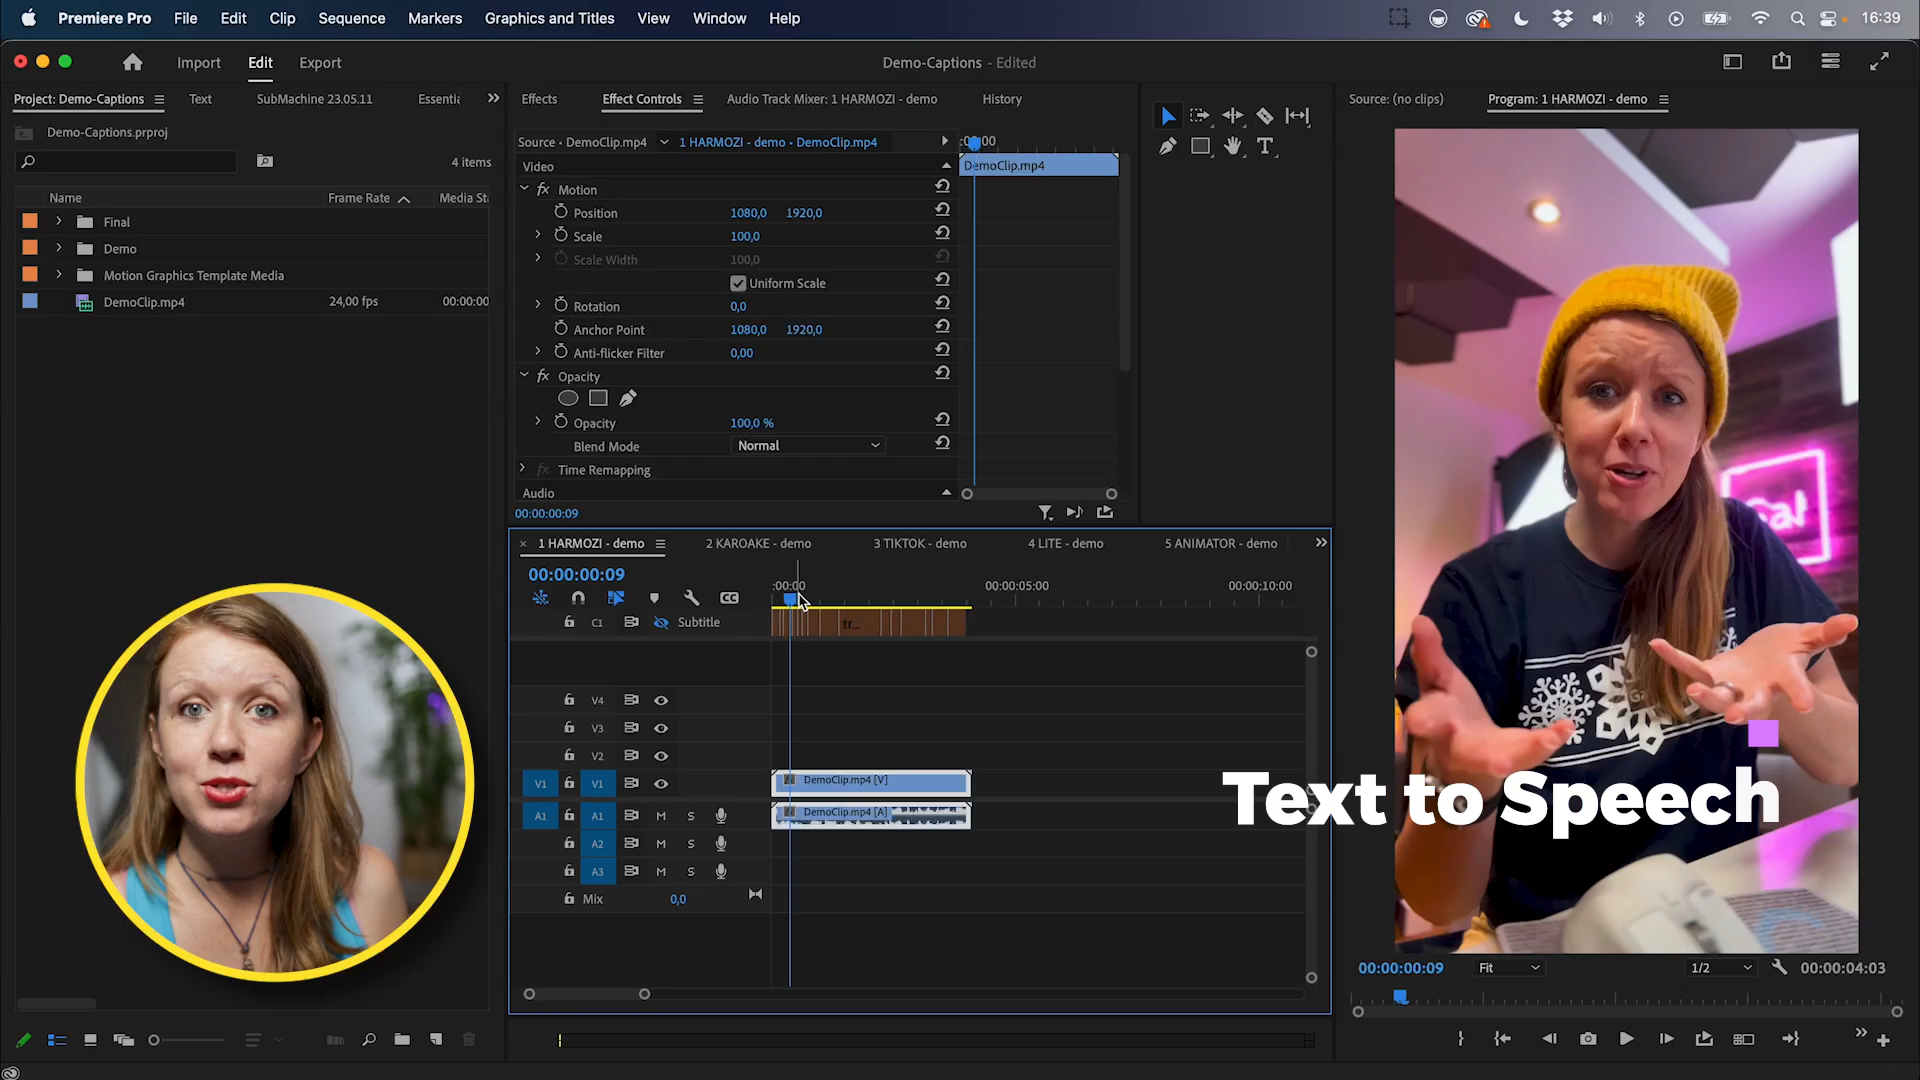 Premiere Pro File Edit Clip Sequence Markers Graphics and Titles View Window Help 16:39
Import Edit Export Demo-Captions - Edited
Project: Demo-Captions Text SubMachine 23.05.11
Demo-Captions.prproj
4 items
Name Frame Rate
Final
Demo
Motion Graphics Template Media
DemoClip.mp4 24,00 fps 00:00:00
Effects Effect Controls Audio Track Mixer: 1 HARMOZI - demo History
Source • DemoClip.mp4 1 HARMOZI - demo • DemoClip.mp4
Video DemoClip.mp4
fx Motion
Position 1080,0 1920,0
Scale 100,0
Scale Width 100,0
Uniform Scale
Rotation 0,0
Anchor Point 1080,0 1920,0
Anti-flicker Filter 0,00
fx Opacity
Opacity 100,0 %
Blend Mode Normal
fx Time Remapping
Audio
00:00:00:09
Source: (no clips) Program: 1 HARMOZI - demo
1 HARMOZI - demo 2 KAROAKE - demo 3 TIKTOK - demo 4 LITE - demo 5 ANIMATOR - demo
00:00:00:09 :00:00 00:00:05:00 00:00:10:00
CC
C1 Subtitle tr...
V4
V3
V2
V1 V1 DemoClip.mp4 [V]
A1 A1 M S DemoClip.mp4 [A]
A2 M S
A3 M S
Mix 0,0
Text to Speech
00:00:00:09 Fit 1/2 00:00:04:03